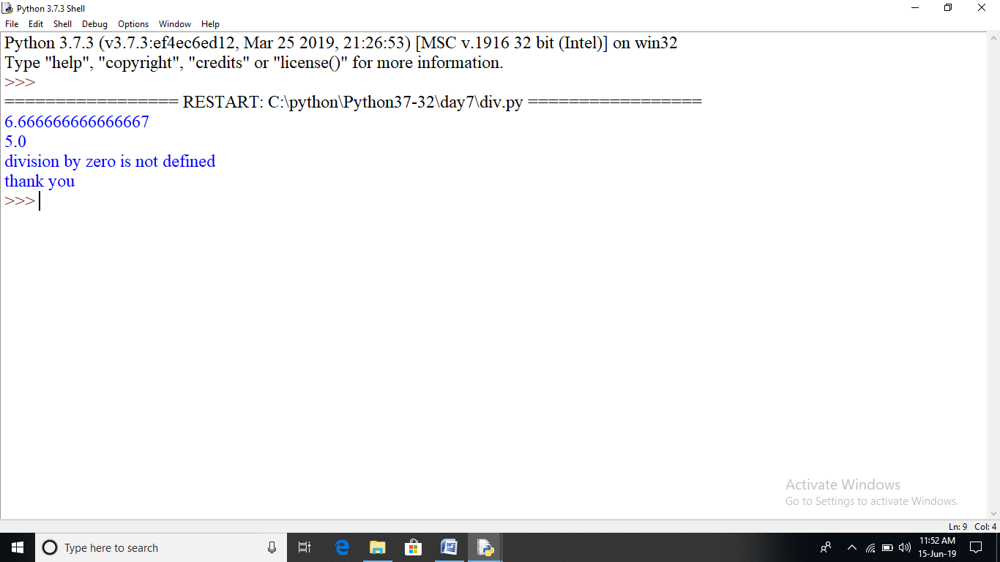 Python 3.7.3 Shell
File Edit Shell Debug Options Window Help
Python 3.7.3 (v3.7.3:ef4ec6ed12, Mar 25 2019, 21:26:53) [MSC v.1916 32 bit (Intel)] on win32
Type "help", "copyright", "credits" or "license()" for more information.
>>>
================= RESTART: C:\python\Python37-32\day7\div.py =================
6.666666666666667
5.0
division by zero is not defined
thank you
>>>
Activate Windows
Go to Settings to activate Windows.
Ln: 9 Col: 4
Type here to search
11:52 AM
15-Jun-19